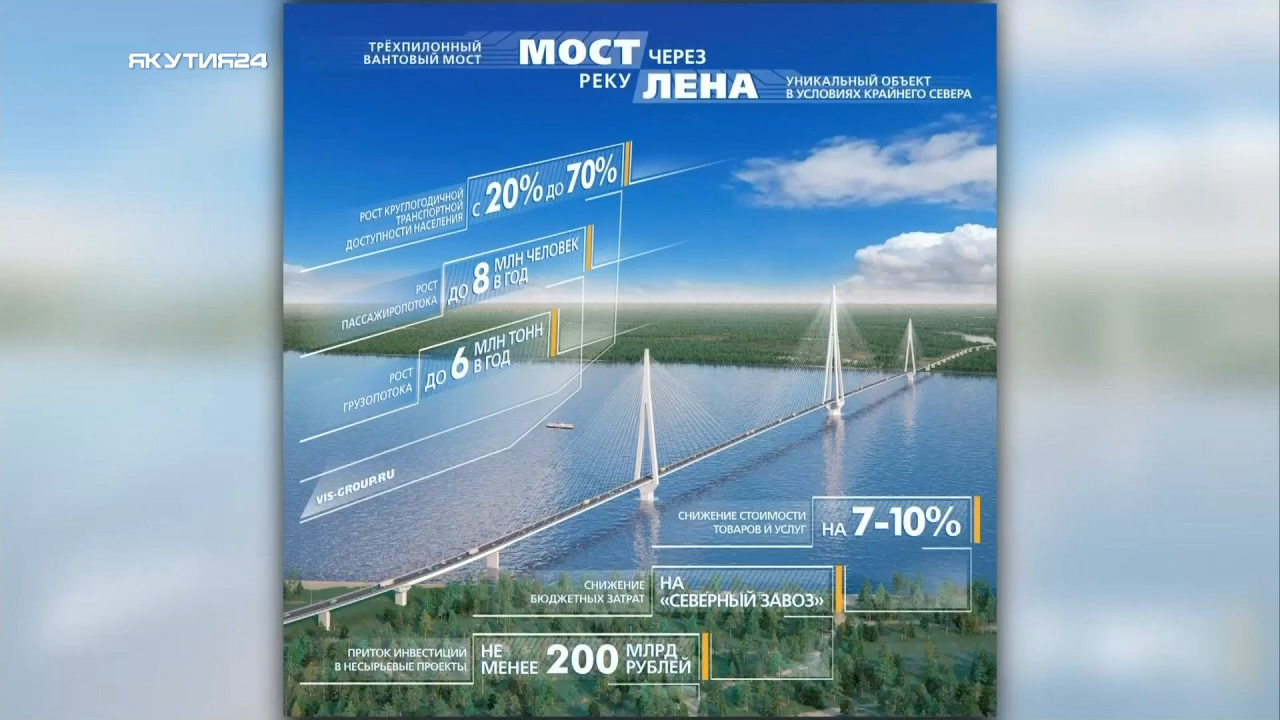 ЯКУТИЯ24
ТРЁХПИЛОННЫЙ
ВАНТОВЫЙ МОСТ
МОСТ ЧЕРЕЗ
РЕКУ ЛЕНА
УНИКАЛЬНЫЙ ОБЪЕКТ
В УСЛОВИЯХ КРАЙНЕГО СЕВЕРА
РОСТ КРУГЛОГОДИЧНОЙ
ТРАНСПОРТНОЙ
ДОСТУПНОСТИ НАСЕЛЕНИЯ
С 20% ДО 70%
РОСТ
ПАССАЖИРОПОТОКА
ДО 8 МЛН ЧЕЛОВЕК
В ГОД
РОСТ
ГРУЗОПОТОКА
ДО 6 МЛН ТОНН
В ГОД
VIS-GROUP.RU
СНИЖЕНИЕ СТОИМОСТИ
ТОВАРОВ И УСЛУГ
НА 7-10%
СНИЖЕНИЕ
БЮДЖЕТНЫХ ЗАТРАТ
НА
«СЕВЕРНЫЙ ЗАВОЗ»
ПРИТОК ИНВЕСТИЦИЙ
В НЕСЫРЬЕВЫЕ ПРОЕКТЫ
НЕ
МЕНЕЕ 200 МЛРД
РУБЛЕЙ